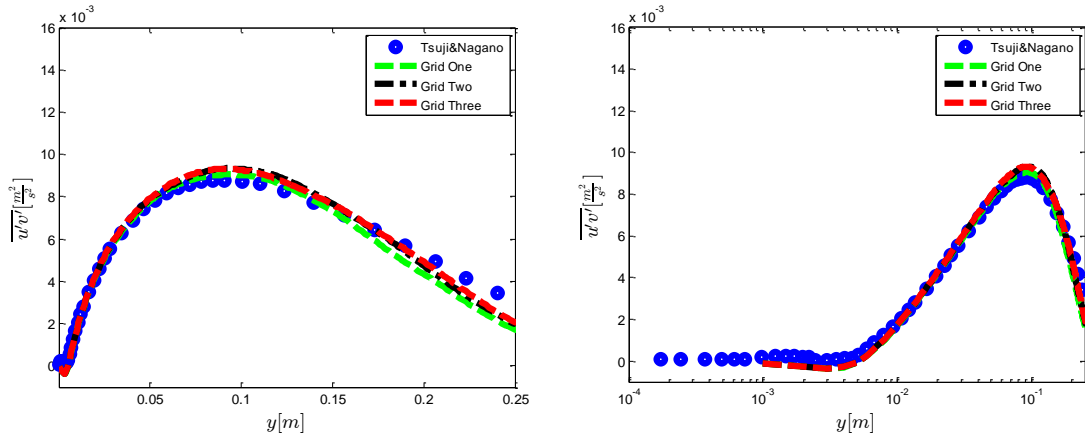 x 10^-3
16
14
12
10
8
6
4
2
0
u'v'[m^2/s^2]
0.05 0.1 0.15 0.2 0.25
y[m]
Tsuji&Nagano
Grid One
Grid Two
Grid Three
x 10^-3
16
14
12
10
8
6
4
2
0
u'v'[m^2/s^2]
10^-4 10^-3 10^-2 10^-1
y[m]
Tsuji&Nagano
Grid One
Grid Two
Grid Three